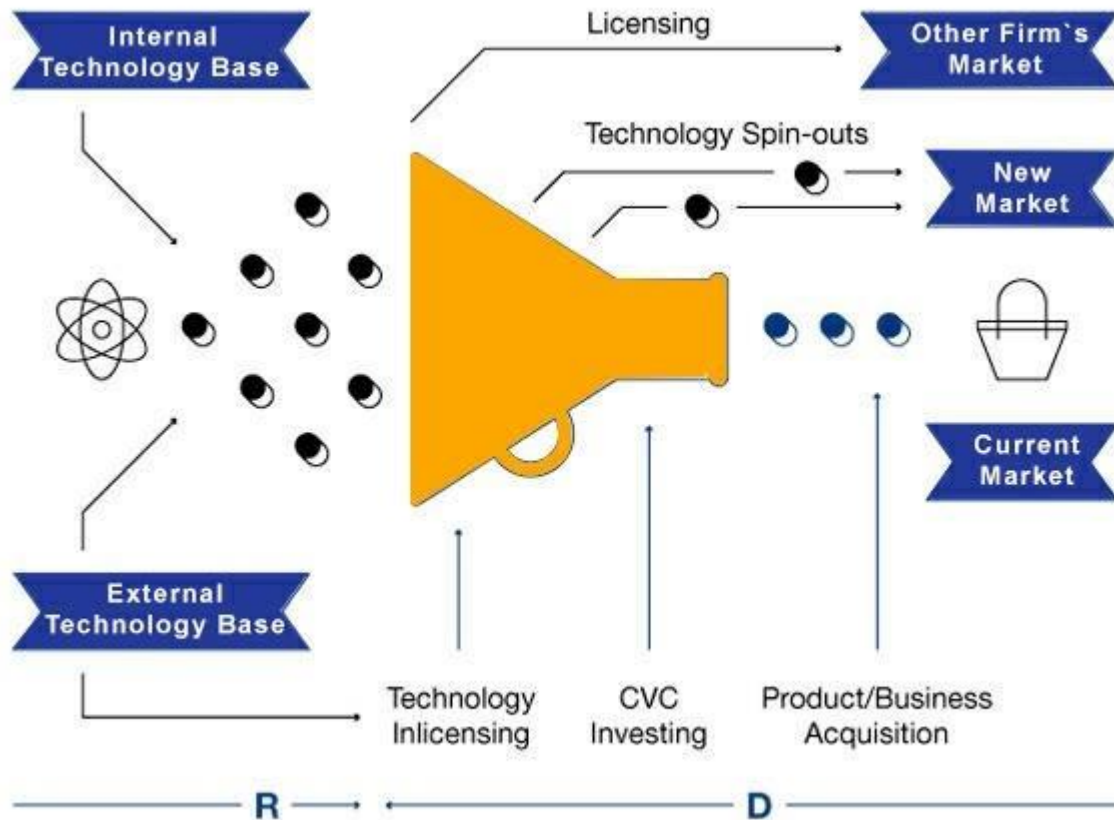 Internal
Technology Base
Licensing
Other Firm`s
Market
Technology Spin-outs
New
Market
Current
Market
External
Technology Base
Technology
Inlicensing
CVC
Investing
Product/Business
Acquisition
R
D